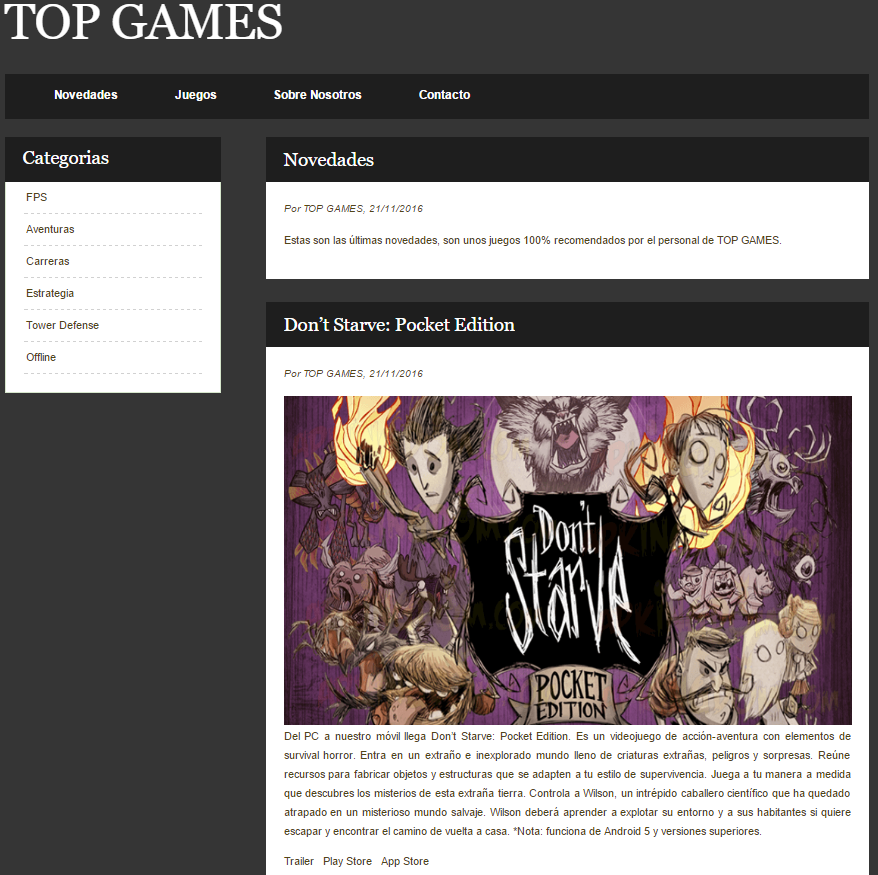 TOP GAMES
Novedades
Juegos
Sobre Nosotros
Contacto
Categorias
FPS
Aventuras
Carreras
Estrategia
Tower Defense
Offline
Novedades
Por TOP GAMES, 21/11/2016
Estas son las últimas novedades, son unos juegos 100% recomendados por el personal de TOP GAMES.
Don't Starve: Pocket Edition
Por TOP GAMES, 21/11/2016
Don't
Starve
POCKET
EDITION
Del PC a nuestro móvil llega Don't Starve: Pocket Edition. Es un videojuego de acción-aventura con elementos de
survival horror. Entra en un extraño e inexplorado mundo lleno de criaturas extrañas, peligros y sorpresas. Reúne
recursos para fabricar objetos y estructuras que se adapten a tu estilo de supervivencia. Juega a tu manera a medida
que descubres los misterios de esta extraña tierra. Controla a Wilson, un intrépido caballero científico que ha quedado
atrapado en un misterioso mundo salvaje. Wilson deberá aprender a explotar su entorno y a sus habitantes si quiere
escapar y encontrar el camino de vuelta a casa. *Nota: funciona de Android 5 y versiones superiores.
Trailer Play Store App Store